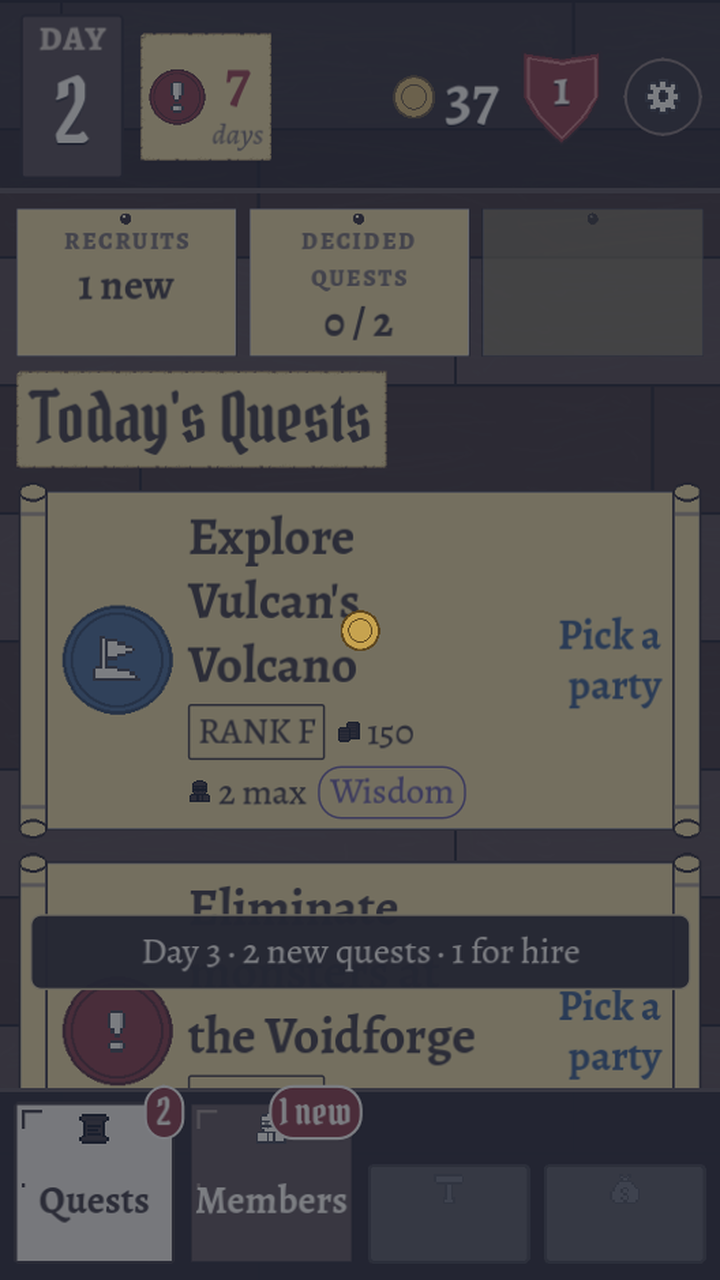 DAY
2
7
days
37
1
RECRUITS
1 new
DECIDED
QUESTS
0 / 2
Today's Quests
Explore
Vulcan's
Volcano
Pick a
party
RANK F 150
2 max Wisdom
Eliminate
monsters at
the Voidforge
Pick a
party
Day 3 · 2 new quests · 1 for hire
2
Quests
1 new
Members